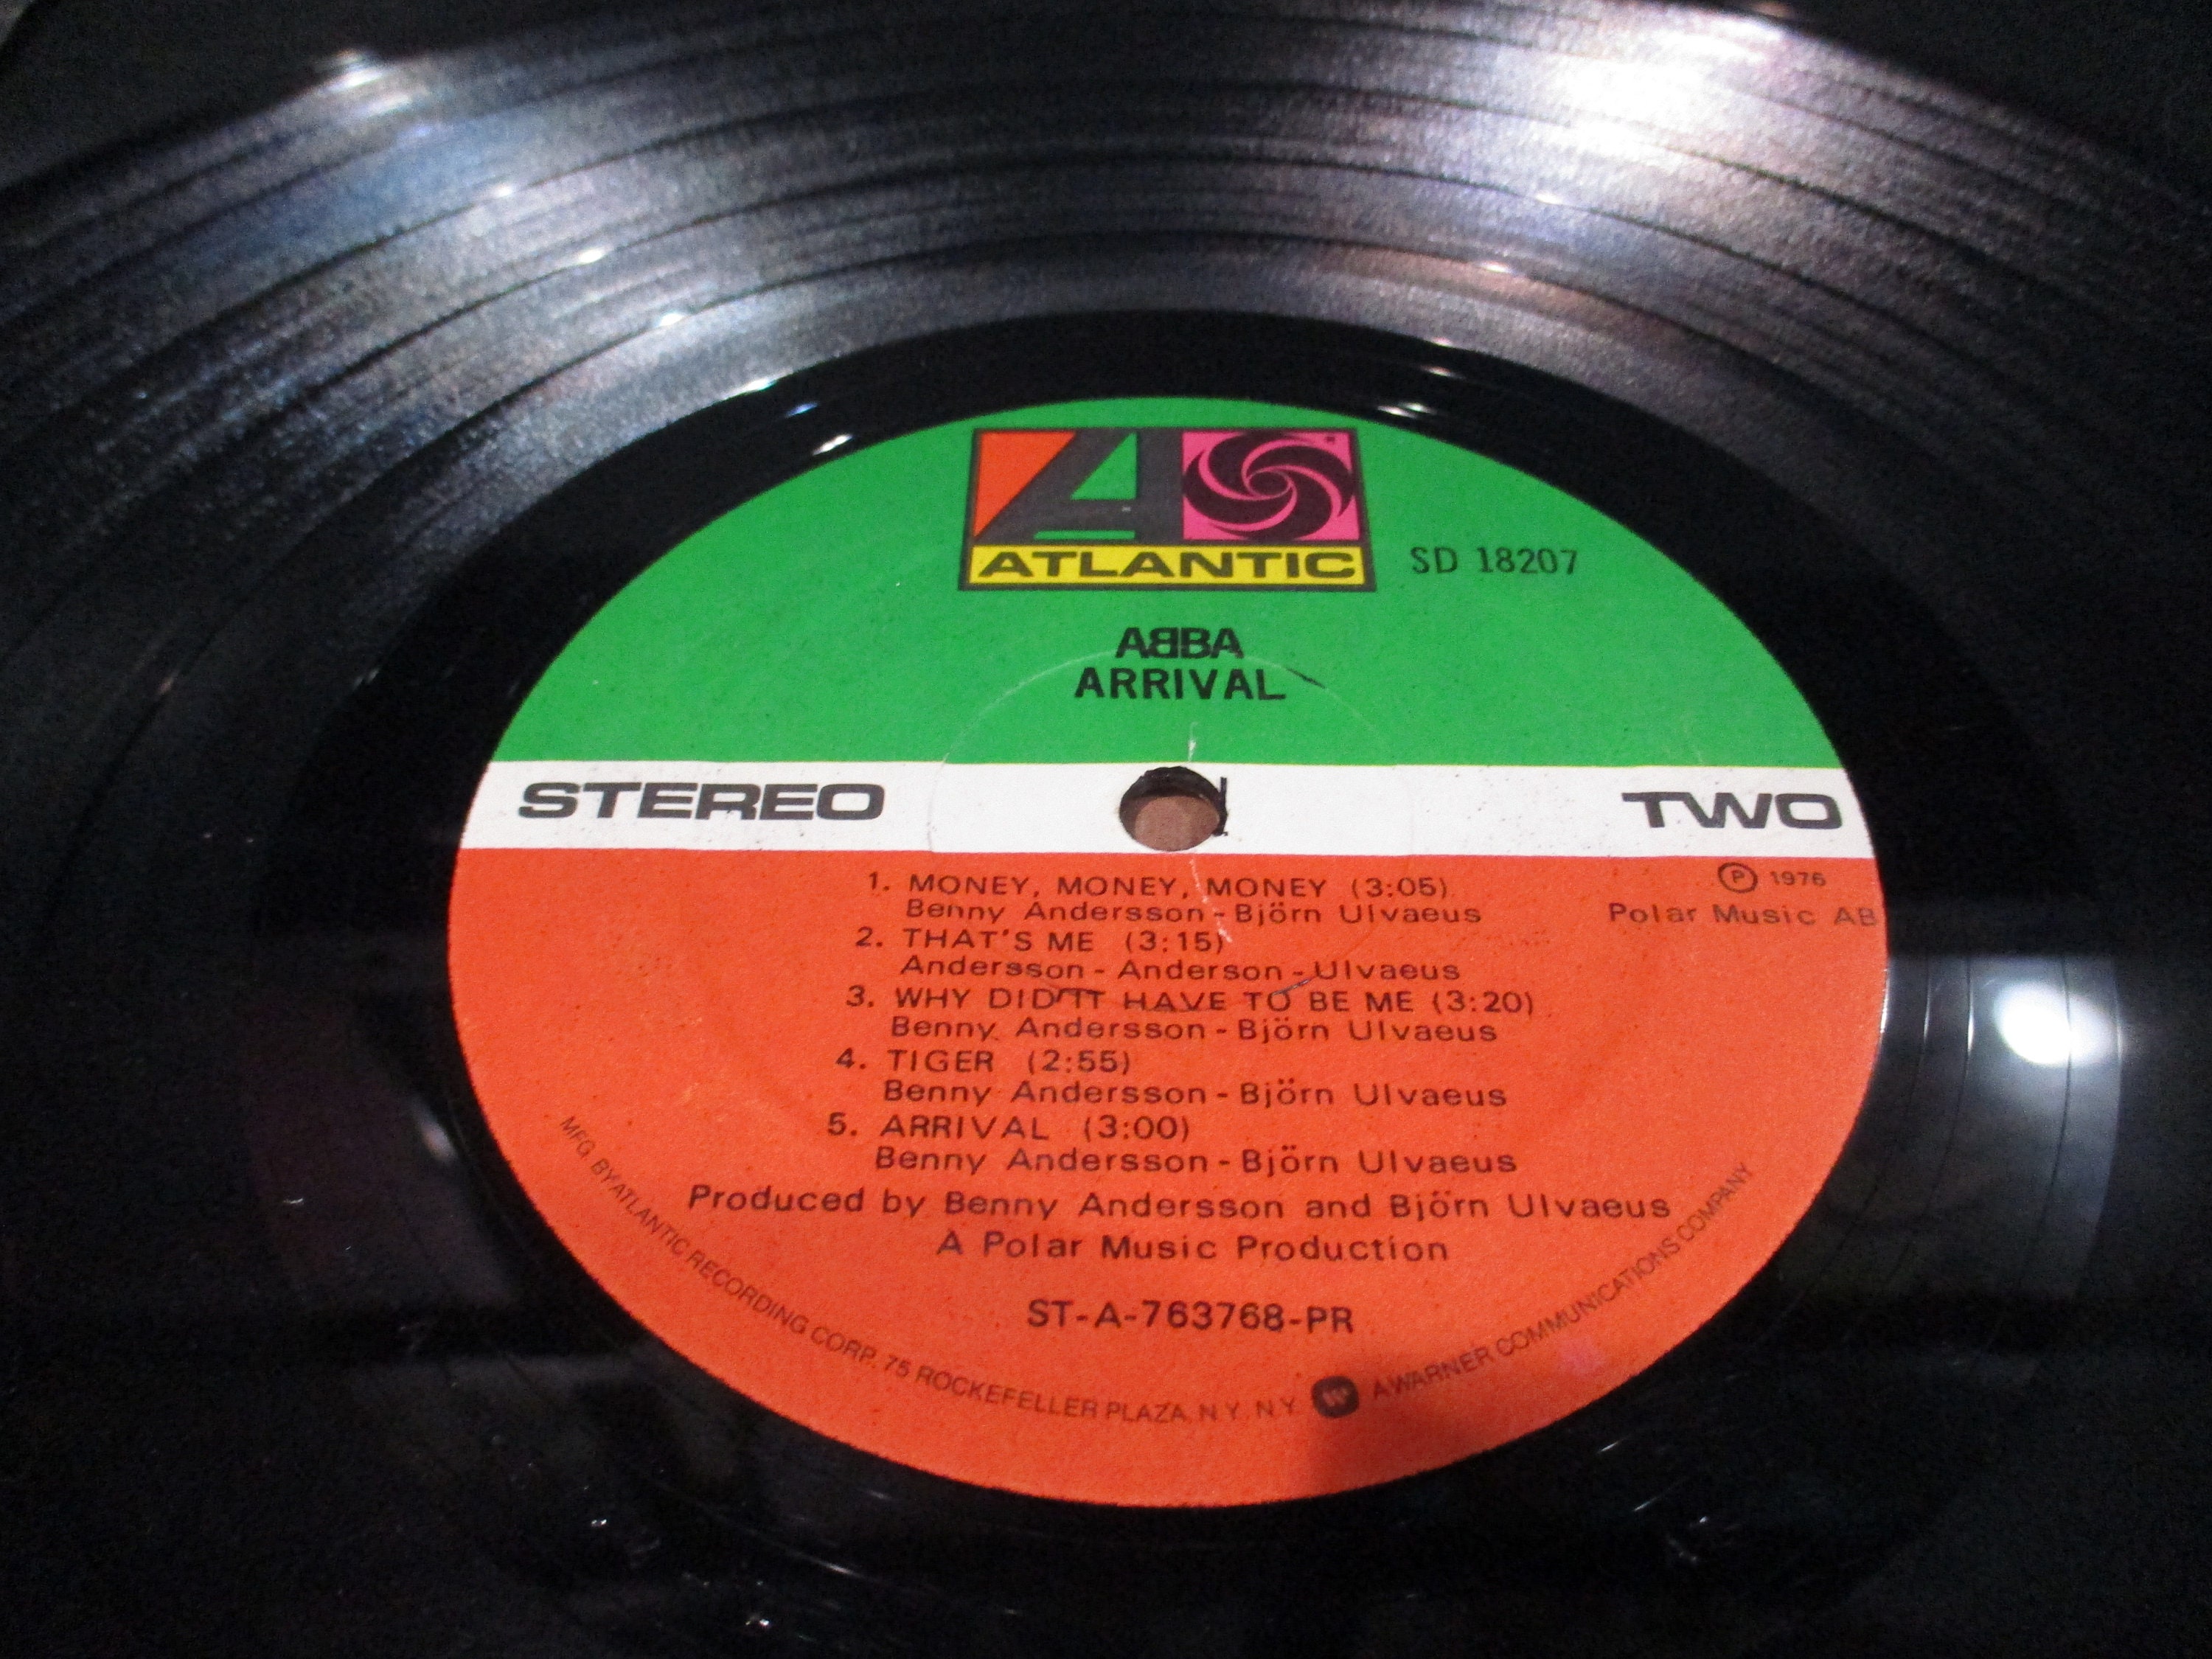 ATLANTIC
SD 18207
ABBA
ARRIVAL
STEREO
TWO
1. MONEY, MONEY, MONEY (3:05)
Benny Andersson - Björn Ulvaeus
℗ 1976
Polar Music AB
2. THAT'S ME (3:15)
Andersson - Anderson - Ulvaeus
3. WHY DID IT HAVE TO BE ME (3:20)
Benny Andersson - Björn Ulvaeus
4. TIGER (2:55)
Benny Andersson - Björn Ulvaeus
5. ARRIVAL (3:00)
Benny Andersson - Björn Ulvaeus
Produced by Benny Andersson and Björn Ulvaeus
A Polar Music Production
ST-A-763768-PR
MFG. BY ATLANTIC RECORDING CORP. 75 ROCKEFELLER PLAZA, N.Y. N.Y. W A WARNER COMMUNICATIONS COMPANY